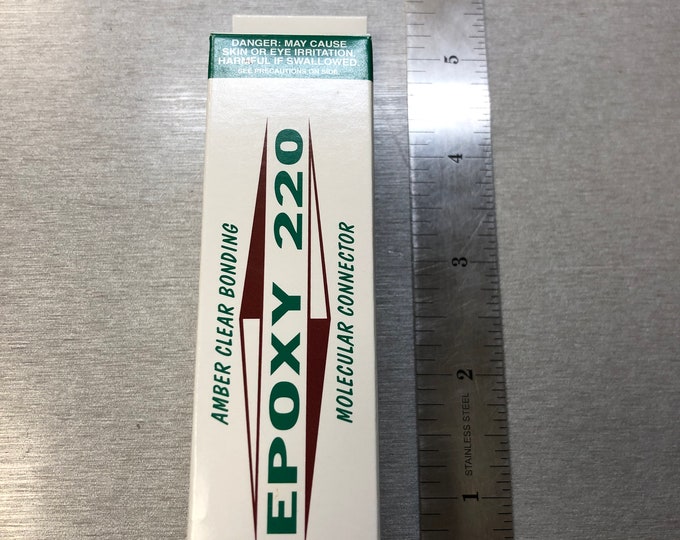 DANGER: MAY CAUSE
SKIN OR EYE IRRITATION.
HARMFUL IF SWALLOWED.
SEE PRECAUTIONS ON SIDE
AMBER CLEAR BONDING
EPOXY 220
MOLECULAR CONNECTOR
5
4
3
2
1
STAINLESS STEEL